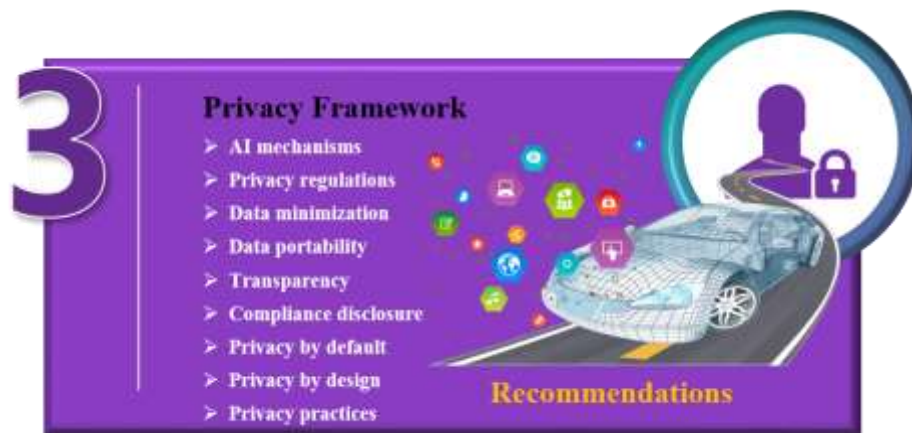 3
Privacy Framework
➢ AI mechanisms
➢ Privacy regulations
➢ Data minimization
➢ Data portability
➢ Transparency
➢ Compliance disclosure
➢ Privacy by default
➢ Privacy by design
➢ Privacy practices
Recommendations